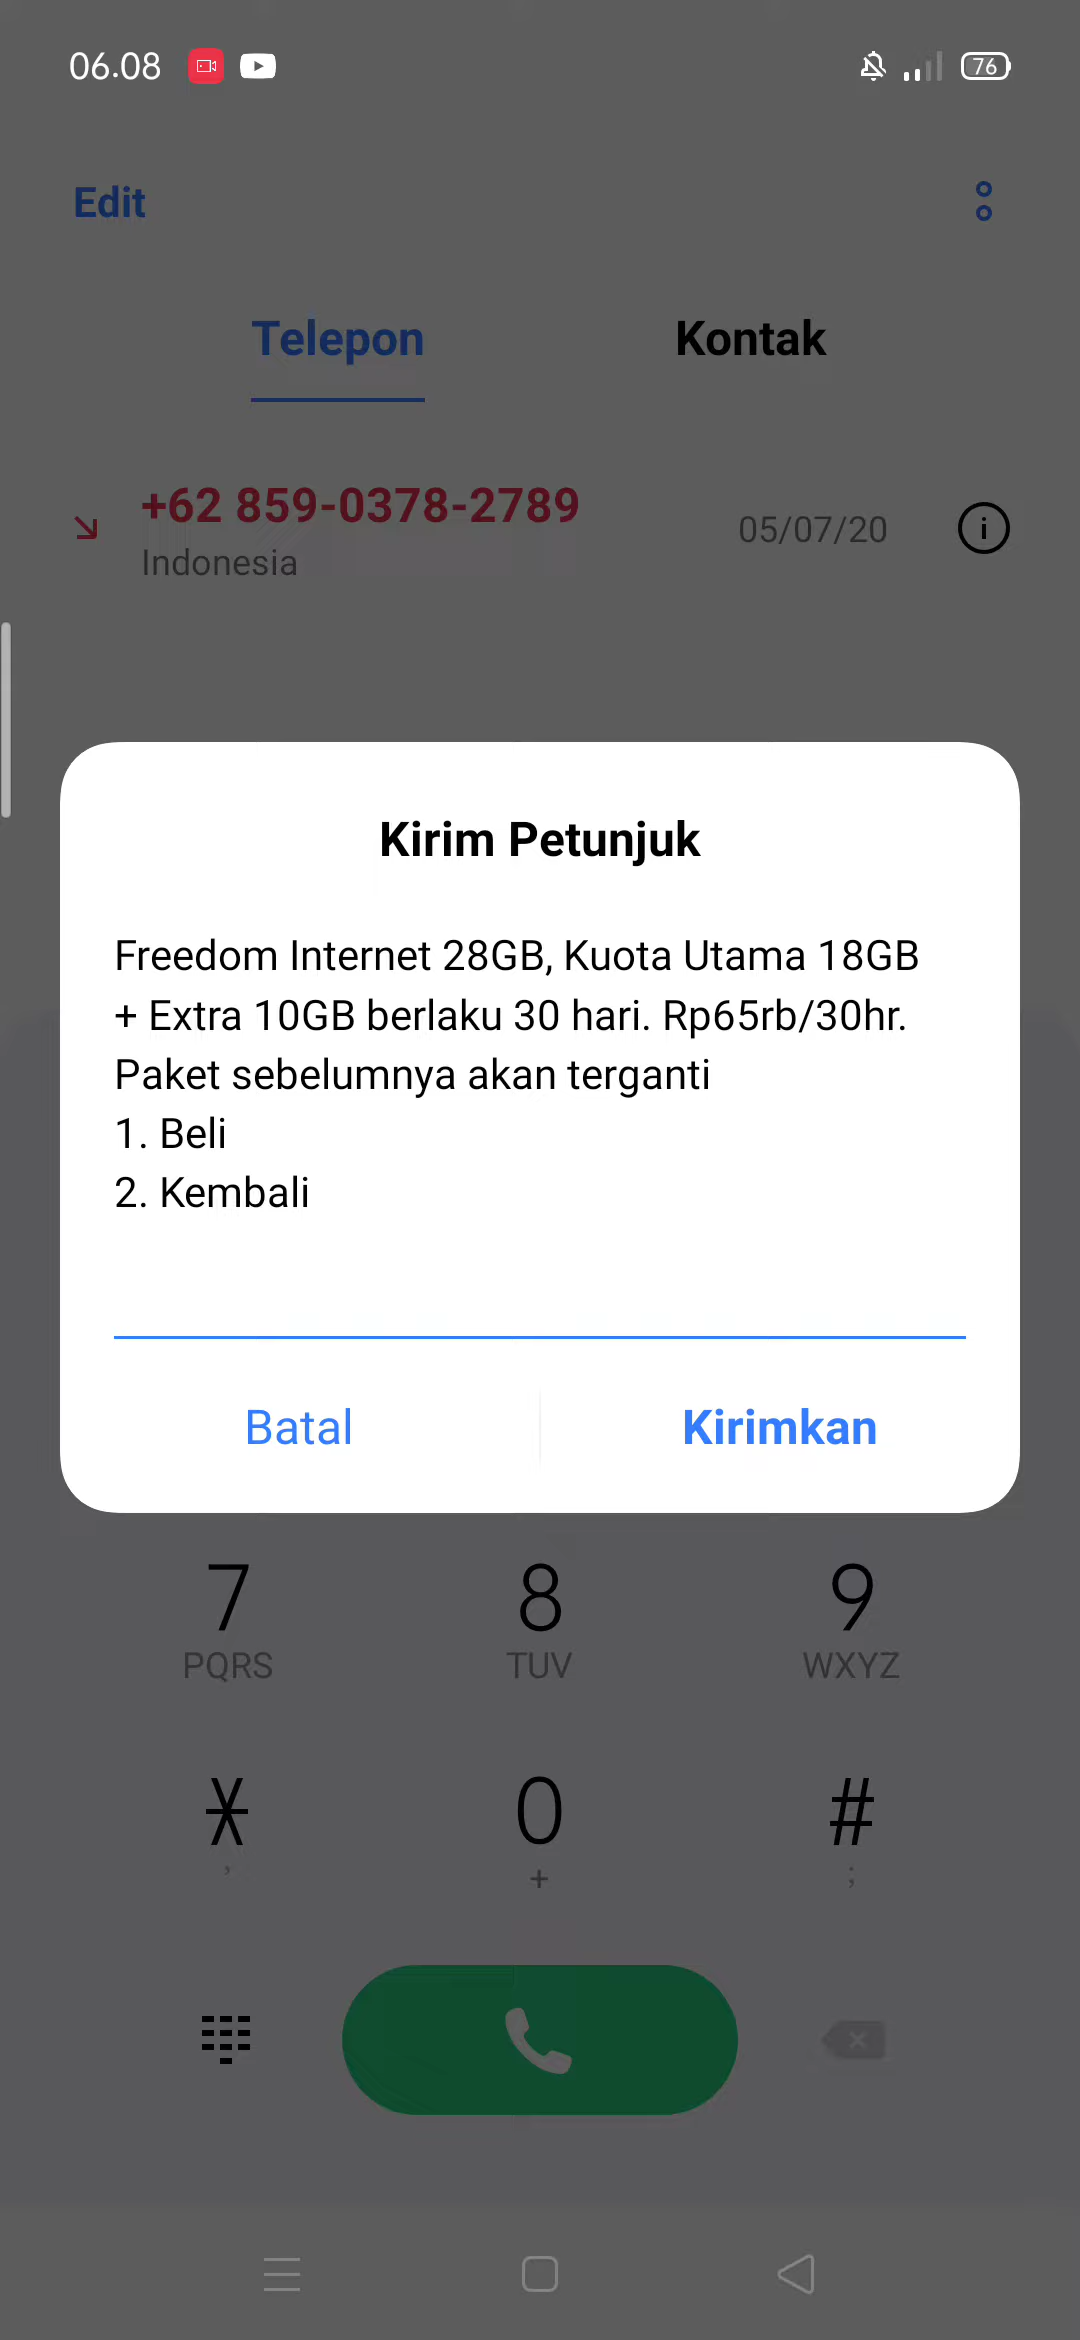 06.08
76
Edit
Telepon Kontak
+62 859-0378-2789
Indonesia
05/07/20
i
Kirim Petunjuk
Freedom Internet 28GB, Kuota Utama 18GB
+ Extra 10GB berlaku 30 hari. Rp65rb/30hr.
Paket sebelumnya akan terganti
1. Beli
2. Kembali
Batal Kirimkan
7 8 9
PQRS TUV WXYZ
* 0 #
, + ;